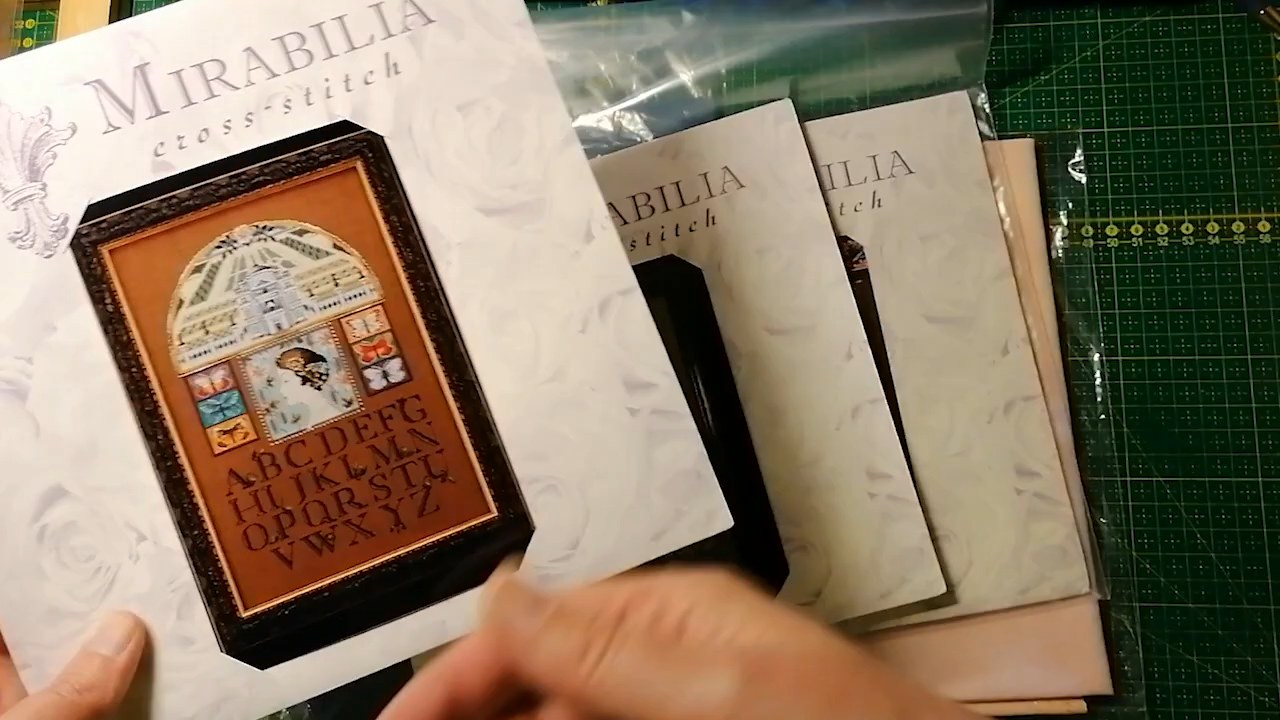 MIRABILIA
cross-stitch
ABILIA
stitch
ILIA
tch
ABCDEFG
HIJKLMN
OPQRSTU
VWXYZ
49 50 51 52 53 54 55 56